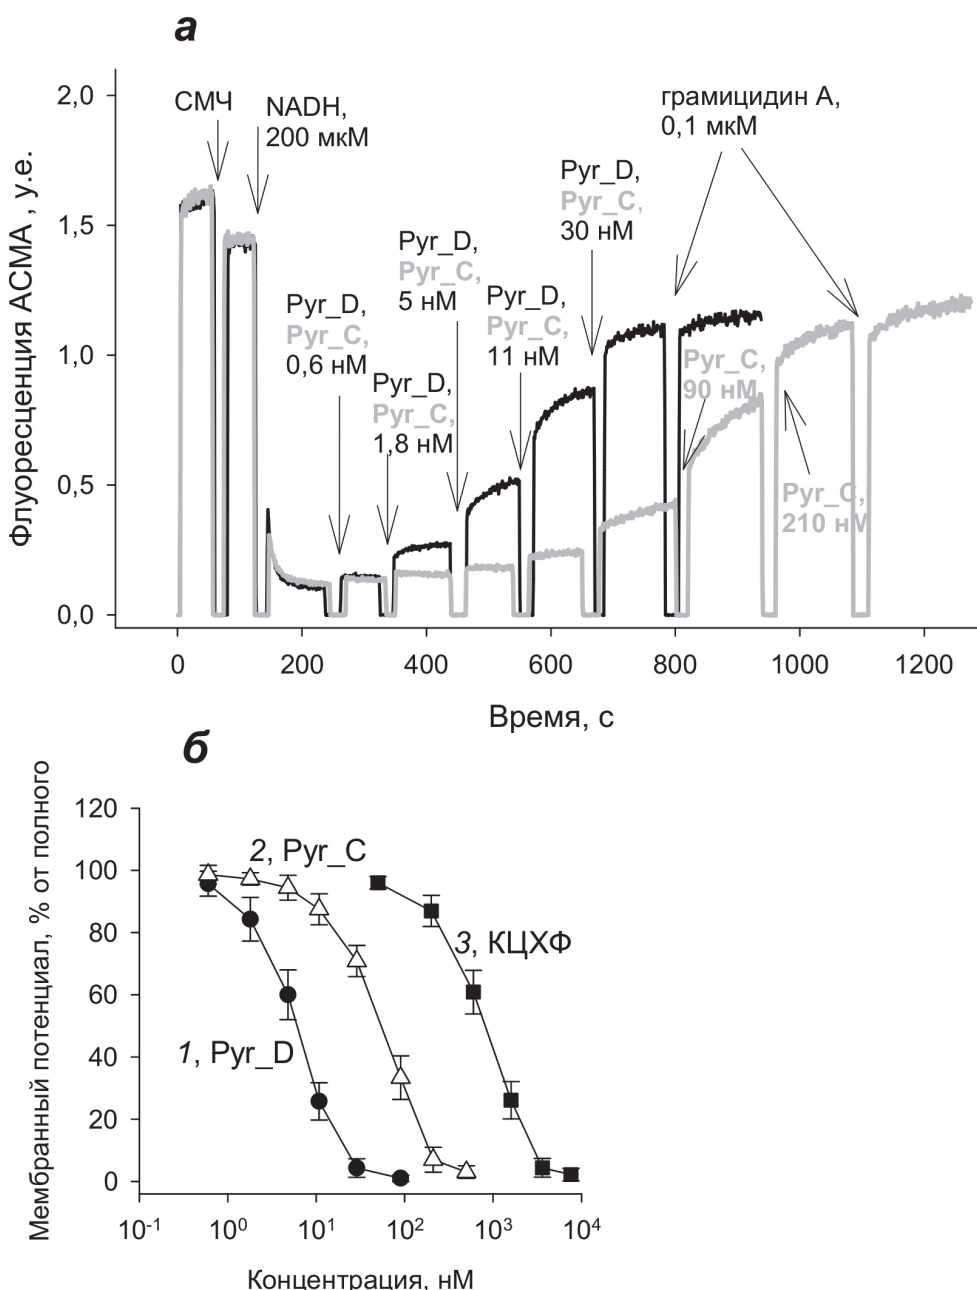 а
2,0
1,5
1,0
0,5
0,0
Флуоресценция АСМА , у.е.
СМЧ
NADH,
200 мкМ
Pyr_D,
Pyr_C,
0,6 нМ
Pyr_D,
Pyr_C,
1,8 нМ
Pyr_D,
Pyr_C,
5 нМ
Pyr_D,
Pyr_C,
11 нМ
Pyr_D,
Pyr_C,
30 нМ
грамицидин А,
0,1 мкМ
Pyr_C,
90 нМ
Pyr_C,
210 нМ
0 200 400 600 800 1000 1200
Время, с
б
120
100
80
60
40
20
0
Мембранный потенциал, % от полного
2, Pyr_C
3, КЦХФ
1, Pyr_D
10-1 100 101 102 103 104
Концентрация, нМ